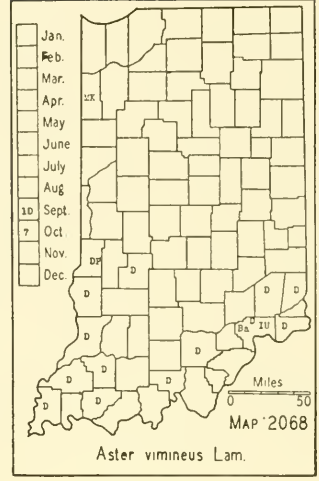 Jan.
Feb.
Mar.
Apr.
May
June
July
Aug
10 Sept.
7 Oct.
Nov.
Dec.
DP
D
D
D D
D
Ba IU D
D
D
D
D
D
D
Miles
0 50
MAP 2068
Aster vimineus Lam.